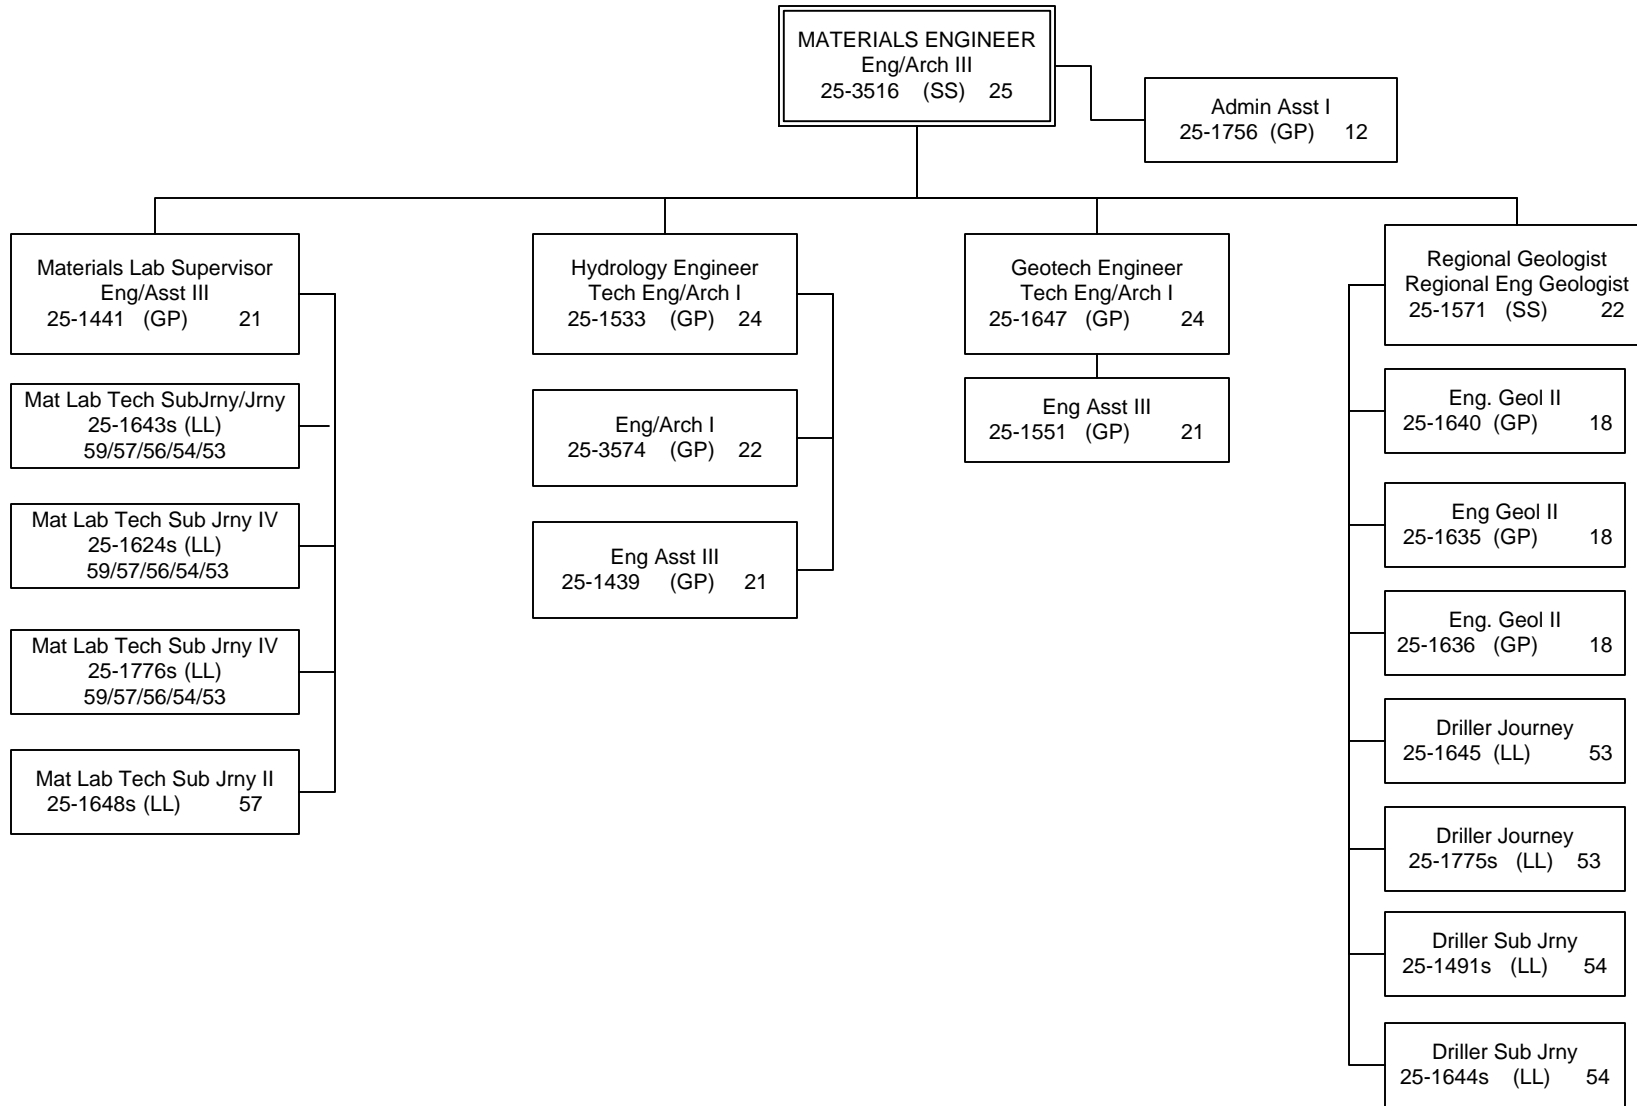 MATERIALS ENGINEER
Eng/Arch III
25-3516 (SS) 25
Admin Asst I
25-1756 (GP) 12
Materials Lab Supervisor
Eng/Asst III
25-1441 (GP) 21
Mat Lab Tech SubJrny/Jrny
25-1643s (LL)
59/57/56/54/53
Mat Lab Tech Sub Jrny IV
25-1624s (LL)
59/57/56/54/53
Mat Lab Tech Sub Jrny IV
25-1776s (LL)
59/57/56/54/53
Mat Lab Tech Sub Jrny II
25-1648s (LL) 57
Hydrology Engineer
Tech Eng/Arch I
25-1533 (GP) 24
Eng/Arch I
25-3574 (GP) 22
Eng Asst III
25-1439 (GP) 21
Geotech Engineer
Tech Eng/Arch I
25-1647 (GP) 24
Eng Asst III
25-1551 (GP) 21
Regional Geologist
Regional Eng Geologist
25-1571 (SS) 22
Eng. Geol II
25-1640 (GP) 18
Eng Geol II
25-1635 (GP) 18
Eng. Geol II
25-1636 (GP) 18
Driller Journey
25-1645 (LL) 53
Driller Journey
25-1775s (LL) 53
Driller Sub Jrny
25-1491s (LL) 54
Driller Sub Jrny
25-1644s (LL) 54